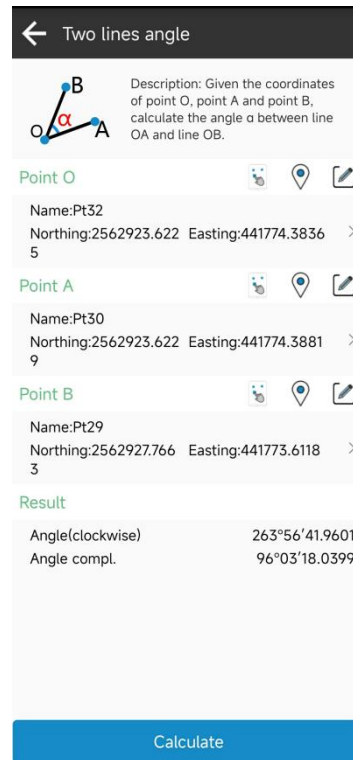 Two lines angle
B
O
α
A
Description: Given the coordinates
of point O, point A and point B,
calculate the angle α between line
OA and line OB.
Point O
Name:Pt32
Northing:2562923.622 Easting:441774.3836
5
Point A
Name:Pt30
Northing:2562923.622 Easting:441774.3881
9
Point B
Name:Pt29
Northing:2562927.766 Easting:441773.6118
3
Result
Angle(clockwise) 263°56′41.9601
Angle compl. 96°03′18.0399
Calculate